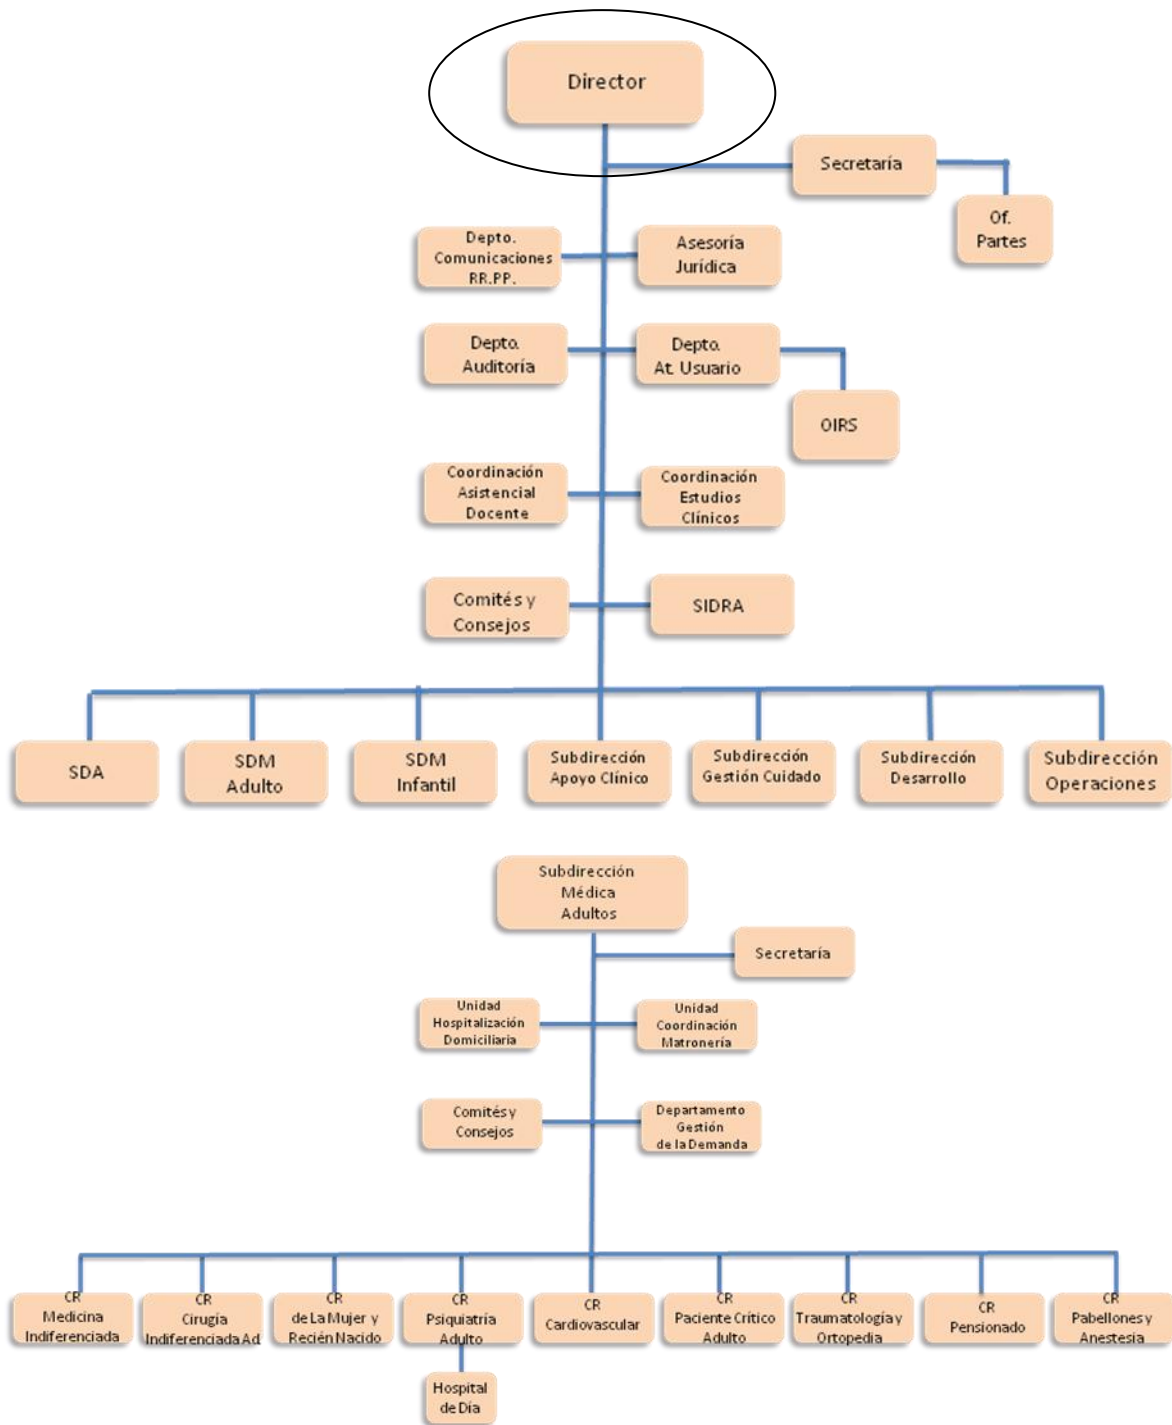 Director
Secretaría
Of.
Partes
Depto.
Comunicaciones
RR.PP.
Asesoría
Jurídica
Depto.
Auditoría
Depto.
At. Usuario
OIRS
Coordinación
Asistencial
Docente
Coordinación
Estudios
Clínicos
Comités y
Consejos
SIDRA
SDA
SDM
Adulto
SDM
Infantil
Subdirección
Apoyo Clínico
Subdirección
Gestión Cuidado
Subdirección
Desarrollo
Subdirección
Operaciones
Subdirección
Médica
Adultos
Secretaría
Unidad
Hospitalización
Domiciliaria
Unidad
Coordinación
Matronería
Comités y
Consejos
Departamento
Gestión
de la Demanda
CR
Medicina
Indiferenciada
CR
Cirugía
Indiferenciada Ad.
CR
de La Mujer y
Recién Nacido
CR
Psiquiatría
Adulto
CR
Cardiovascular
CR
Paciente Crítico
Adulto
CR
Traumatología y
Ortopedia
CR
Pensionado
CR
Pabellones y
Anestesia
Hospital
de Día